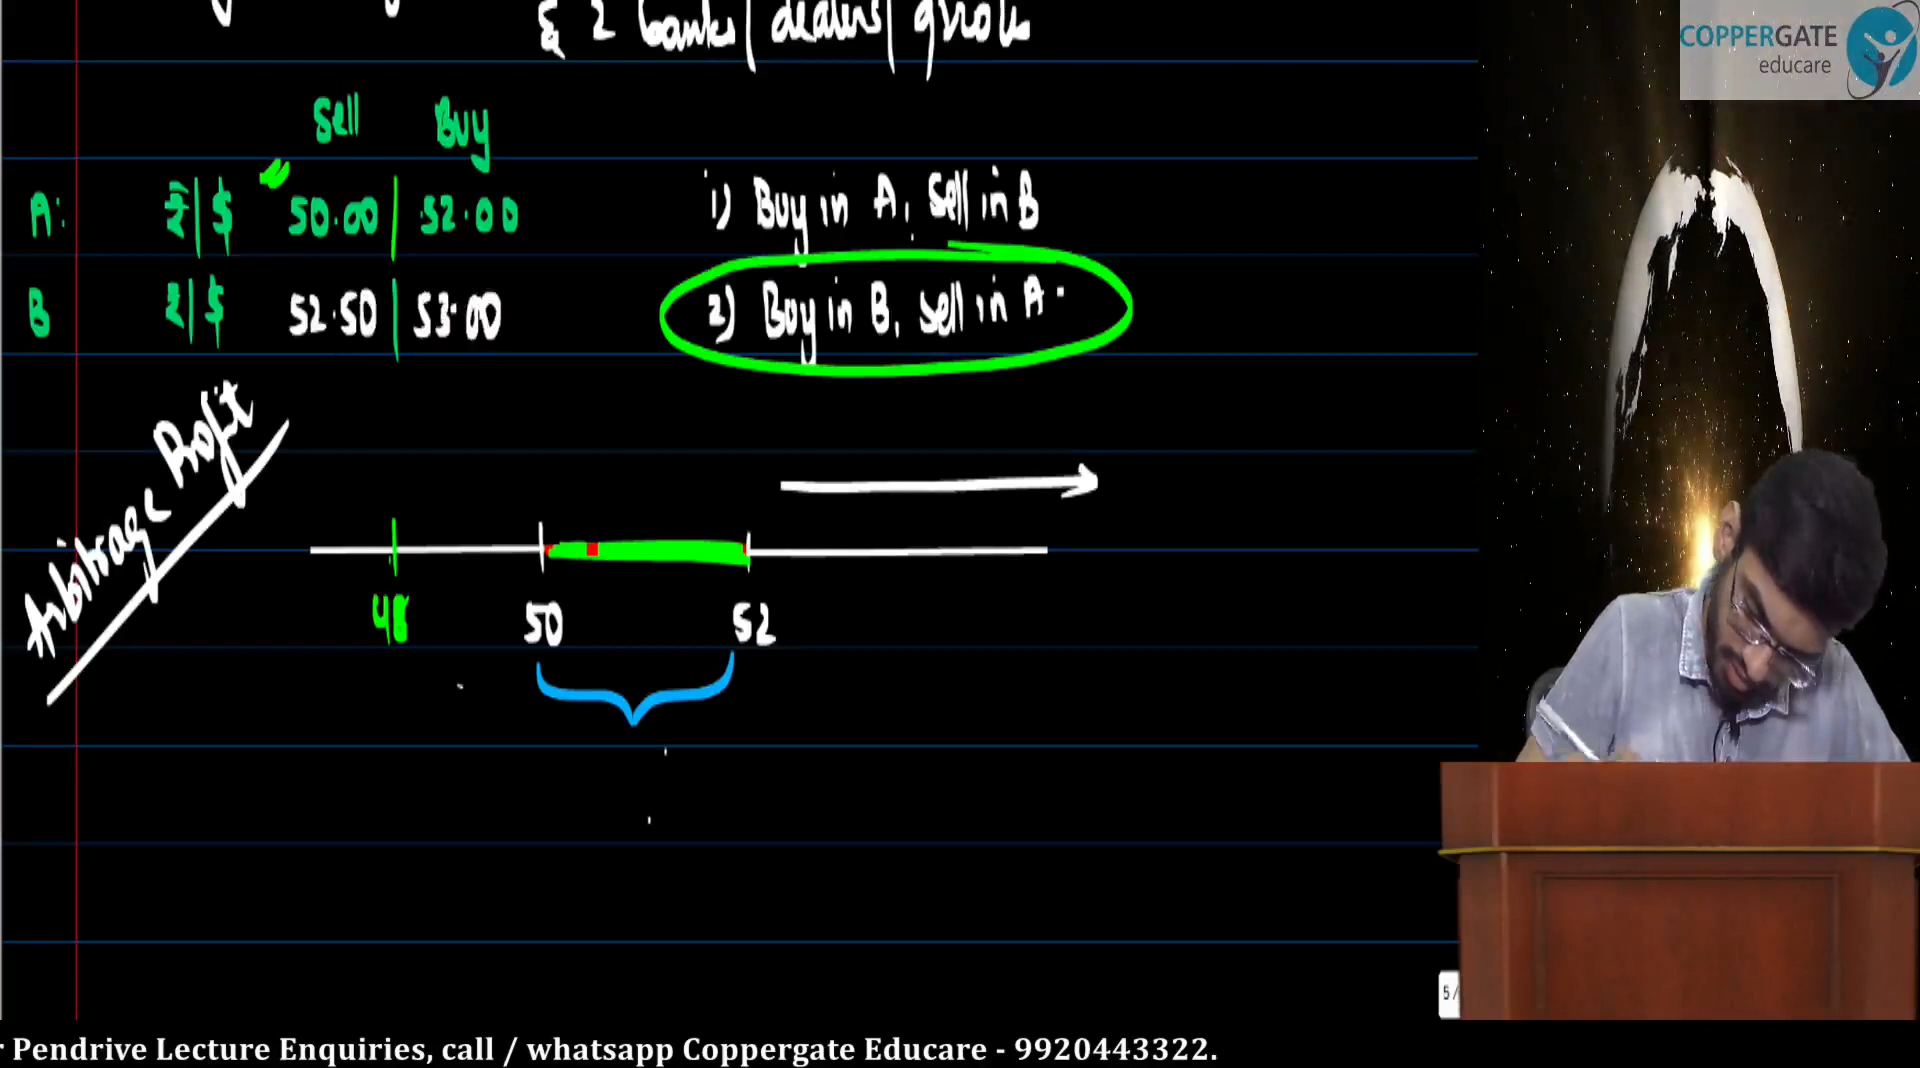 & 2 banks / dealers / quote
COPPERGATE
educare
Sell Buy
A: ₹/$ 50.00 | 52.00
B ₹/$ 52.50 | 53.00
1) Buy in A, Sell in B
2) Buy in B, Sell in A.
Arbitrage Profit
48 50 52
5/
Pendrive Lecture Enquiries, call / whatsapp Coppergate Educare - 9920443322.